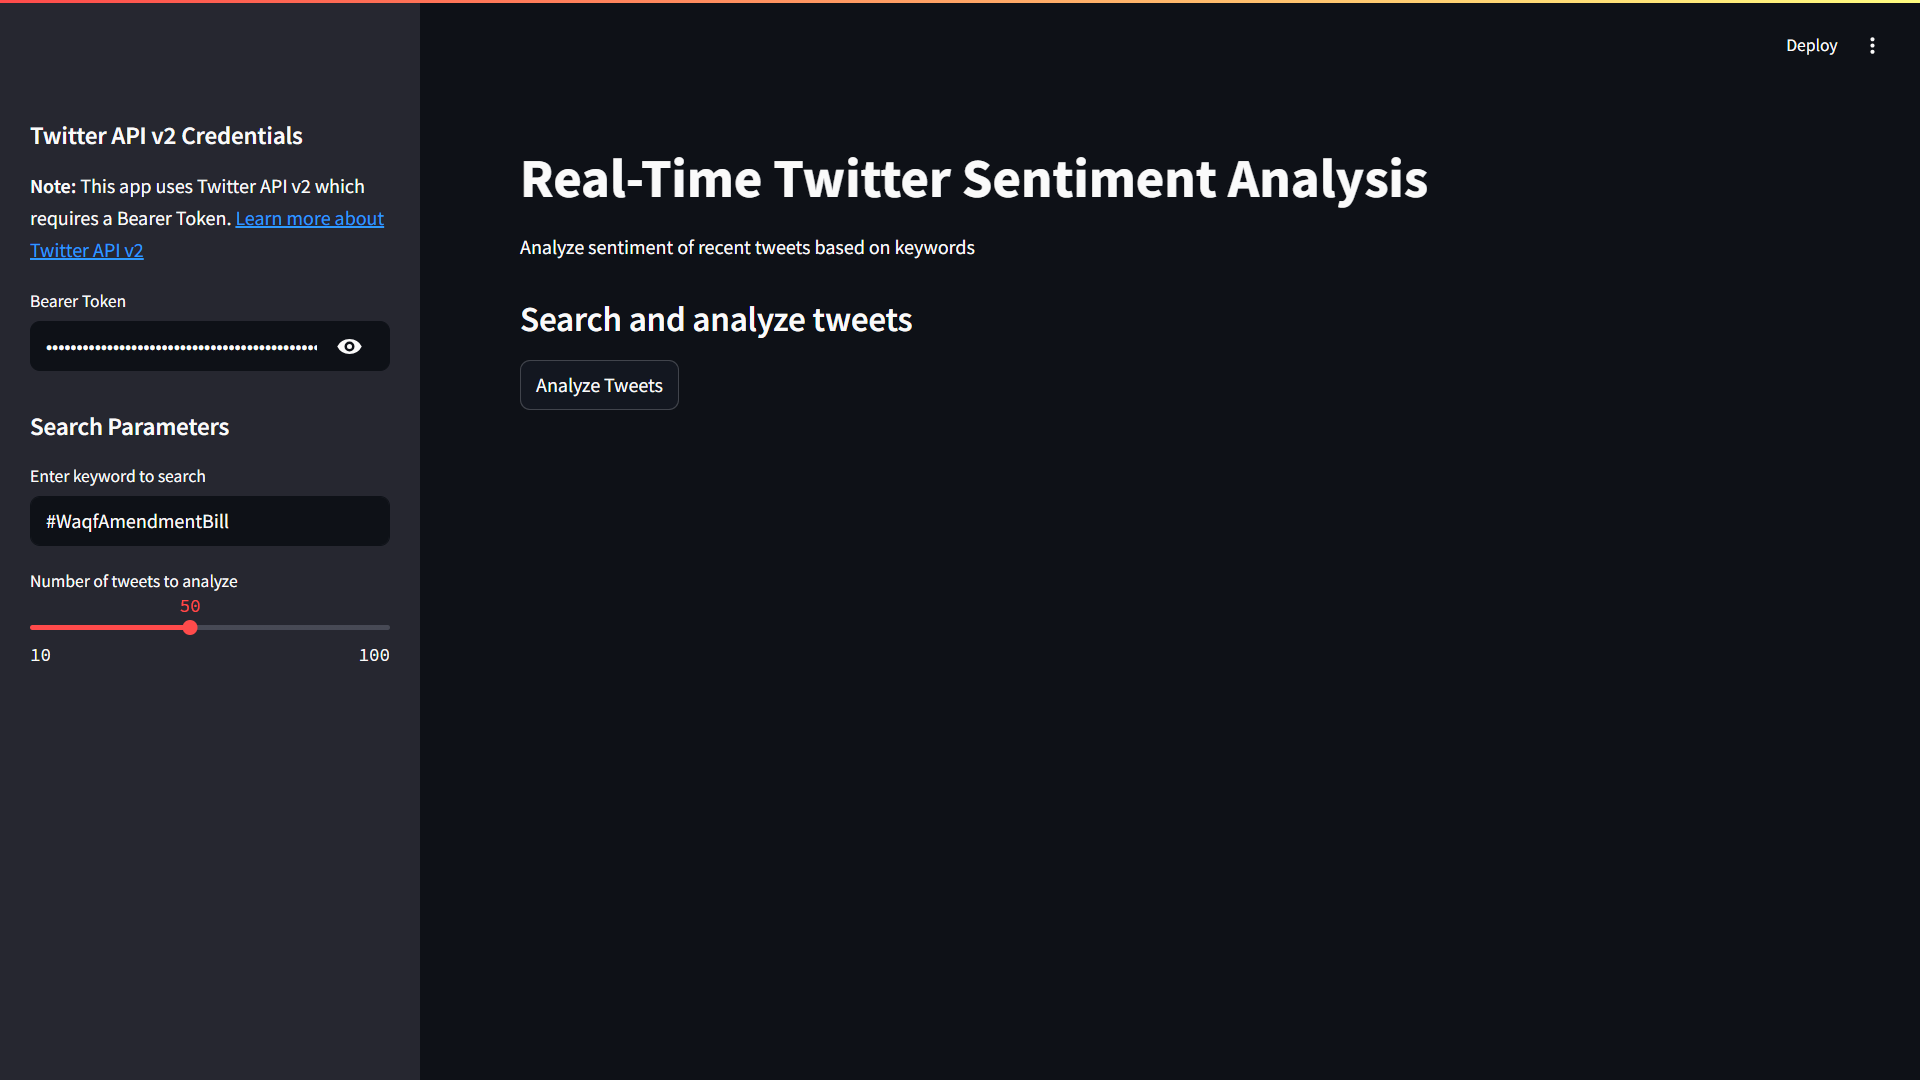 Deploy
Twitter API v2 Credentials
Note: This app uses Twitter API v2 which
requires a Bearer Token. Learn more about
Twitter API v2
Bearer Token
Search Parameters
Enter keyword to search
#WaqfAmendmentBill
Number of tweets to analyze
50
10 100
Real-Time Twitter Sentiment Analysis
Analyze sentiment of recent tweets based on keywords
Search and analyze tweets
Analyze Tweets